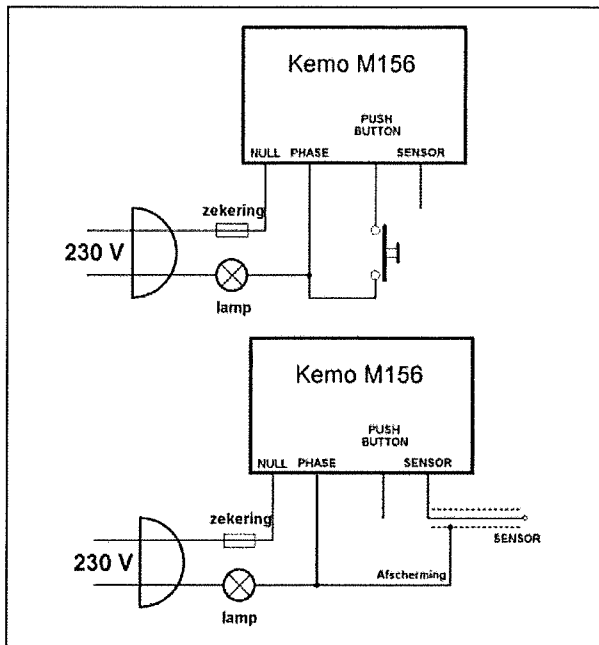 Kemo M156
PUSH
BUTTON
NULL PHASE SENSOR
zekering
230 V
lamp
Kemo M156
PUSH
BUTTON
NULL PHASE SENSOR
zekering
SENSOR
230 V
Afscherming
lamp